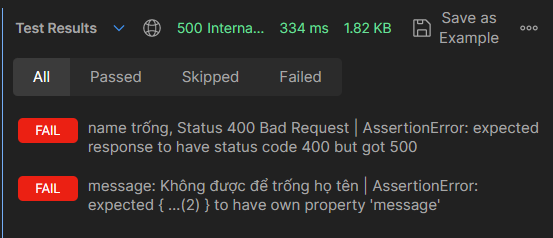 Test Results 500 Interna... 334 ms 1.82 KB Save as
Example
All Passed Skipped Failed
FAIL name trống, Status 400 Bad Request | AssertionError: expected
response to have status code 400 but got 500
FAIL message: Không được để trống họ tên | AssertionError:
expected { …(2) } to have own property 'message'